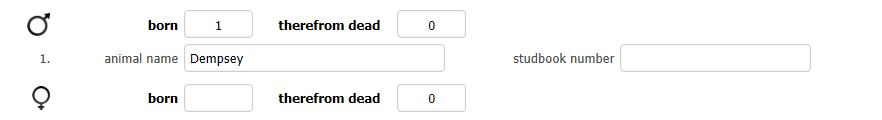 ♂ born 1 therefrom dead 0
1. animal name Dempsey studbook number
♀ born therefrom dead 0